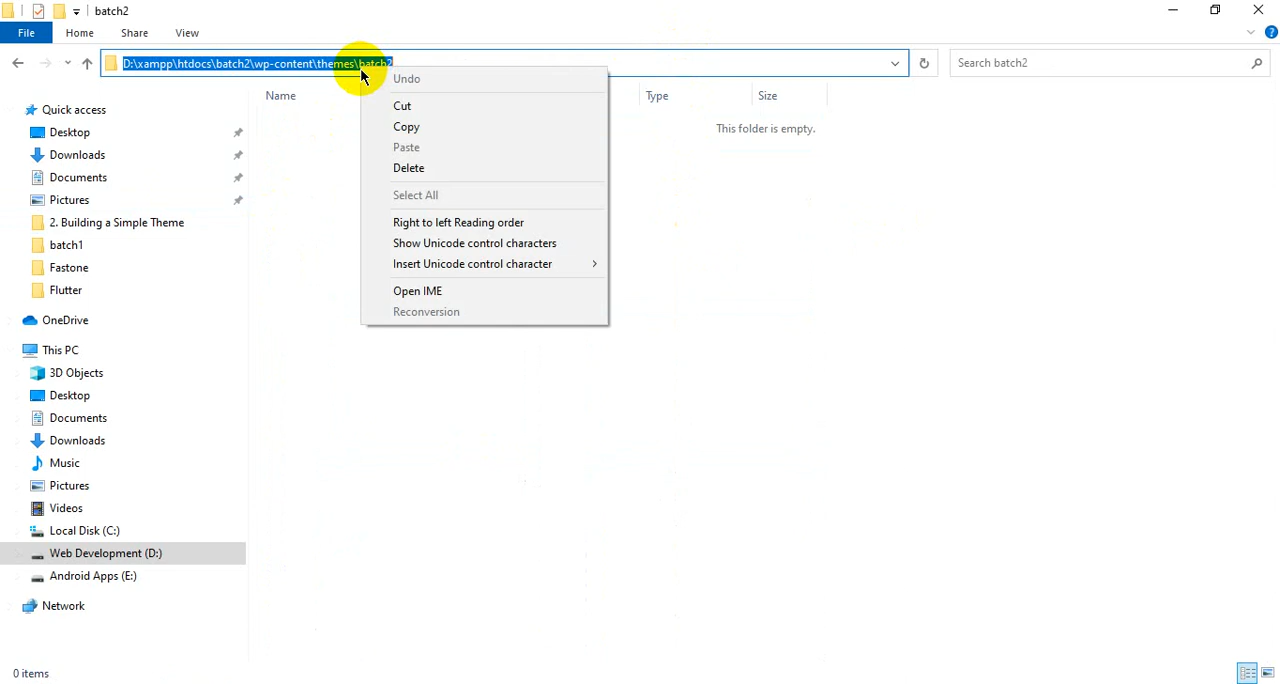 batch2
File Home Share View
D:\xampp\htdocs\batch2\wp-content\themes\batch2
Search batch2
Name Type Size
This folder is empty.
Undo
Cut
Copy
Paste
Delete
Select All
Right to left Reading order
Show Unicode control characters
Insert Unicode control character
Open IME
Reconversion
Quick access
Desktop
Downloads
Documents
Pictures
2. Building a Simple Theme
batch1
Fastone
Flutter
OneDrive
This PC
3D Objects
Desktop
Documents
Downloads
Music
Pictures
Videos
Local Disk (C:)
Web Development (D:)
Android Apps (E:)
Network
0 items